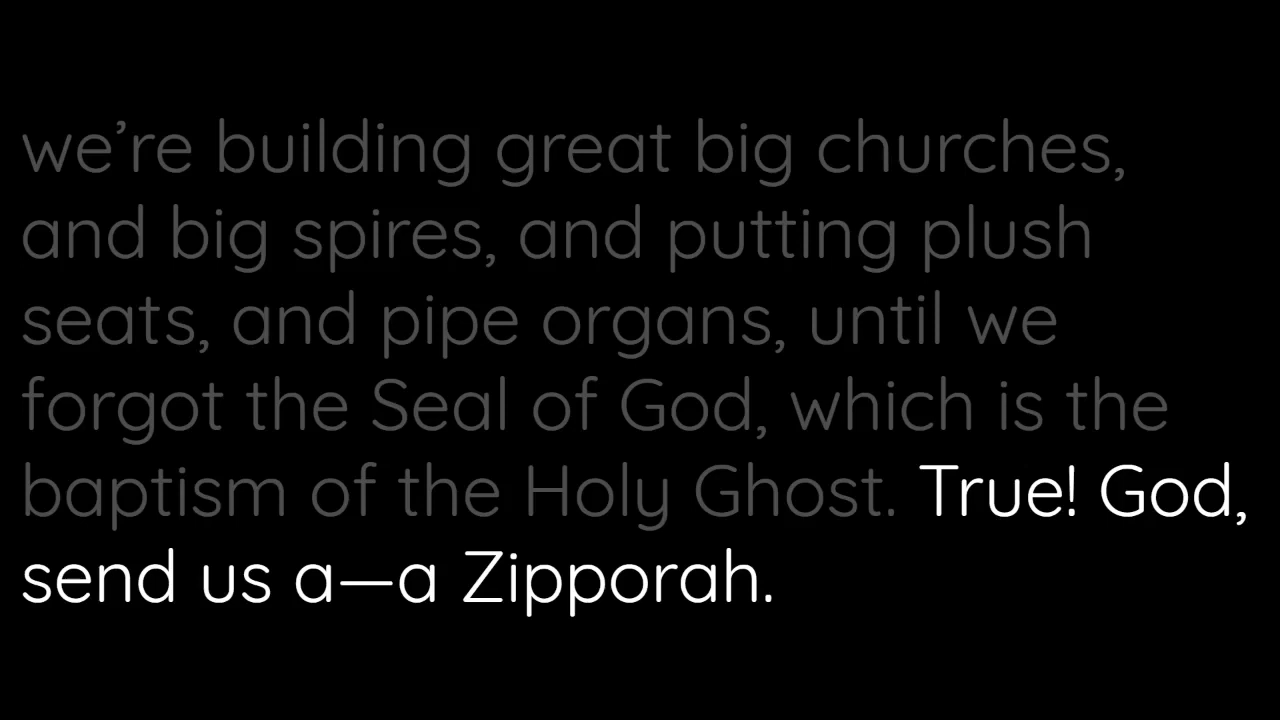 we’re building great big churches,
and big spires, and putting plush
seats, and pipe organs, until we
forgot the Seal of God, which is the
baptism of the Holy Ghost. True! God,
send us a—a Zipporah.